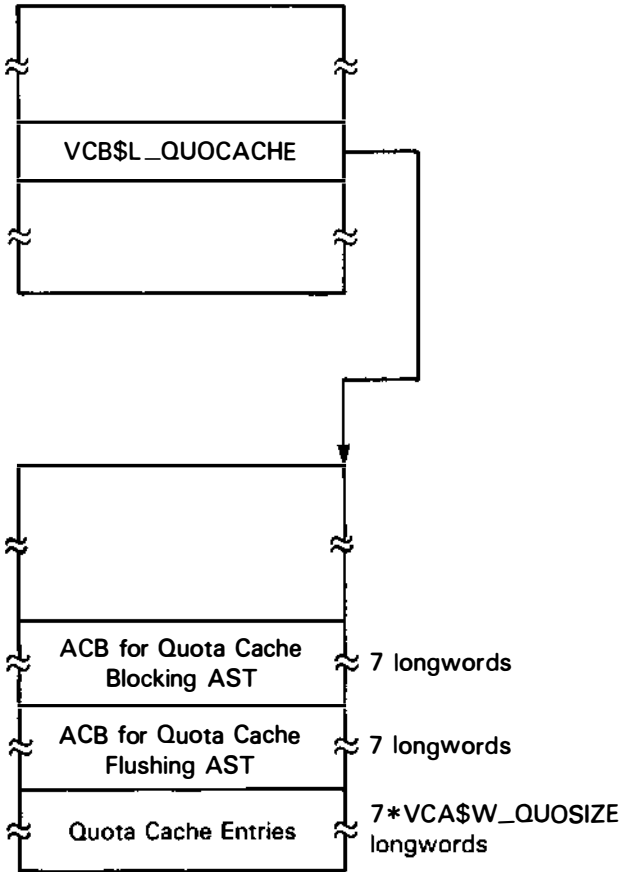 VCB$L_QUOCACHE
ACB for Quota Cache
Blocking AST
7 longwords
ACB for Quota Cache
Flushing AST
7 longwords
Quota Cache Entries
7*VCA$W_QUOSIZE
longwords